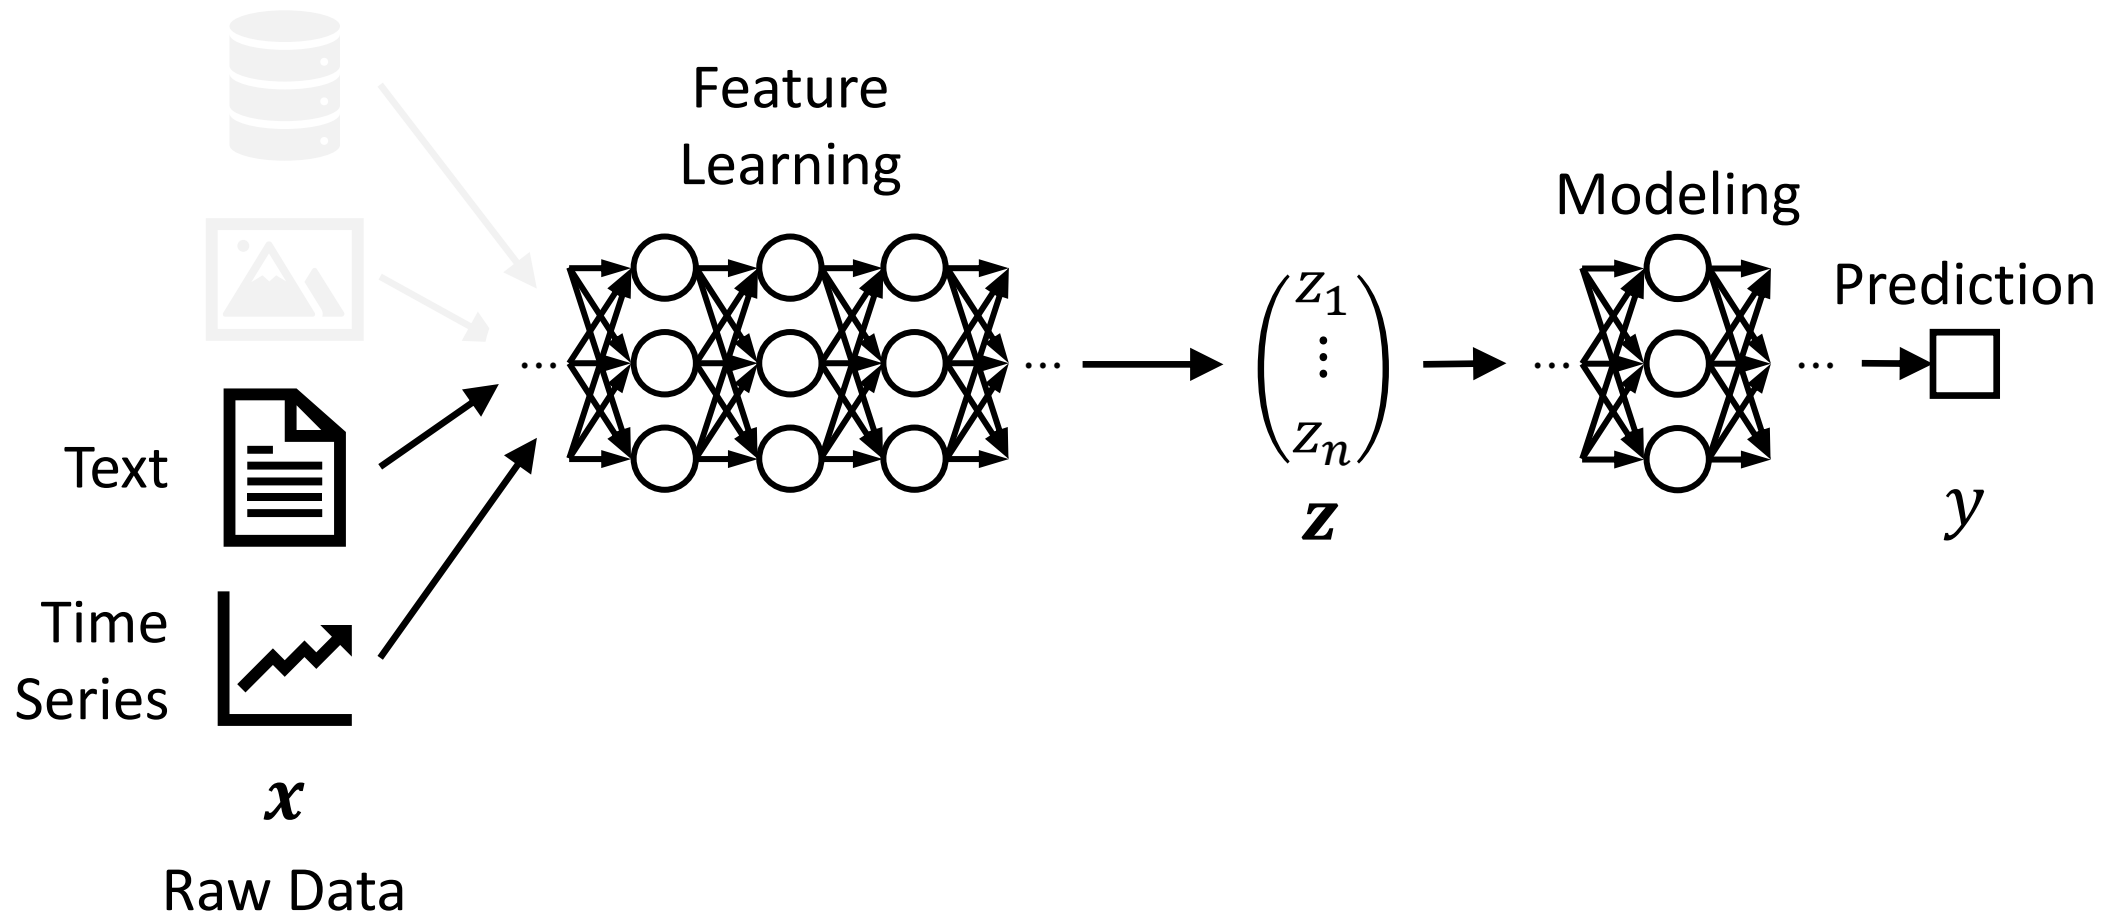 Feature
Learning
Modeling
Prediction
z₁
⋮
zₙ
... ... ... ...
z
y
Text
Time
Series
x
Raw Data